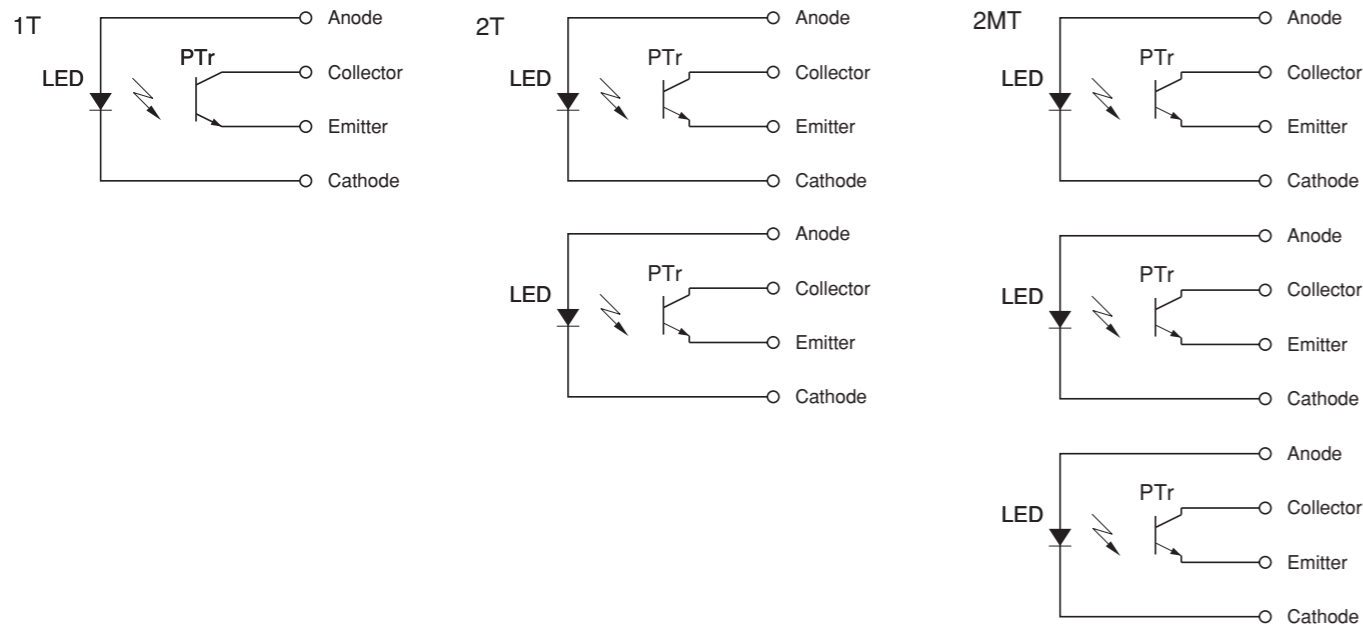 1T
Anode
PTr
LED
Collector
Emitter
Cathode
2T
Anode
PTr
LED
Collector
Emitter
Cathode
Anode
PTr
LED
Collector
Emitter
Cathode
2MT
Anode
PTr
LED
Collector
Emitter
Cathode
Anode
PTr
LED
Collector
Emitter
Cathode
Anode
PTr
LED
Collector
Emitter
Cathode